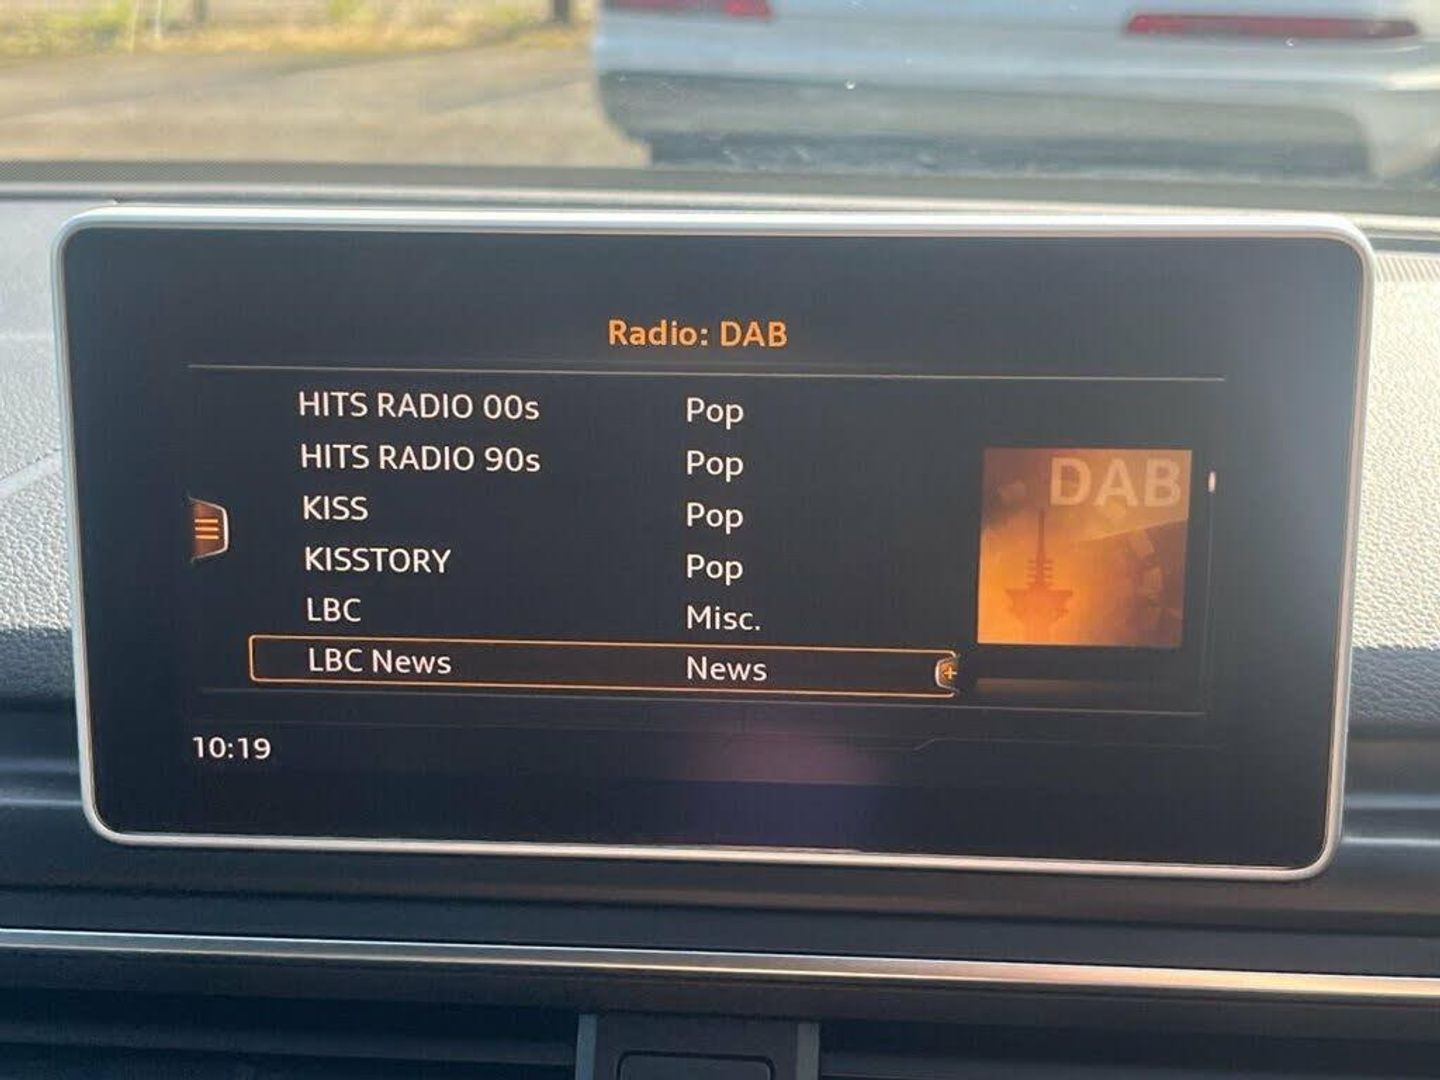 Radio: DAB
HITS RADIO 00s Pop
HITS RADIO 90s Pop
KISS Pop
KISSTORY Pop
LBC Misc.
LBC News News
DAB
10:19